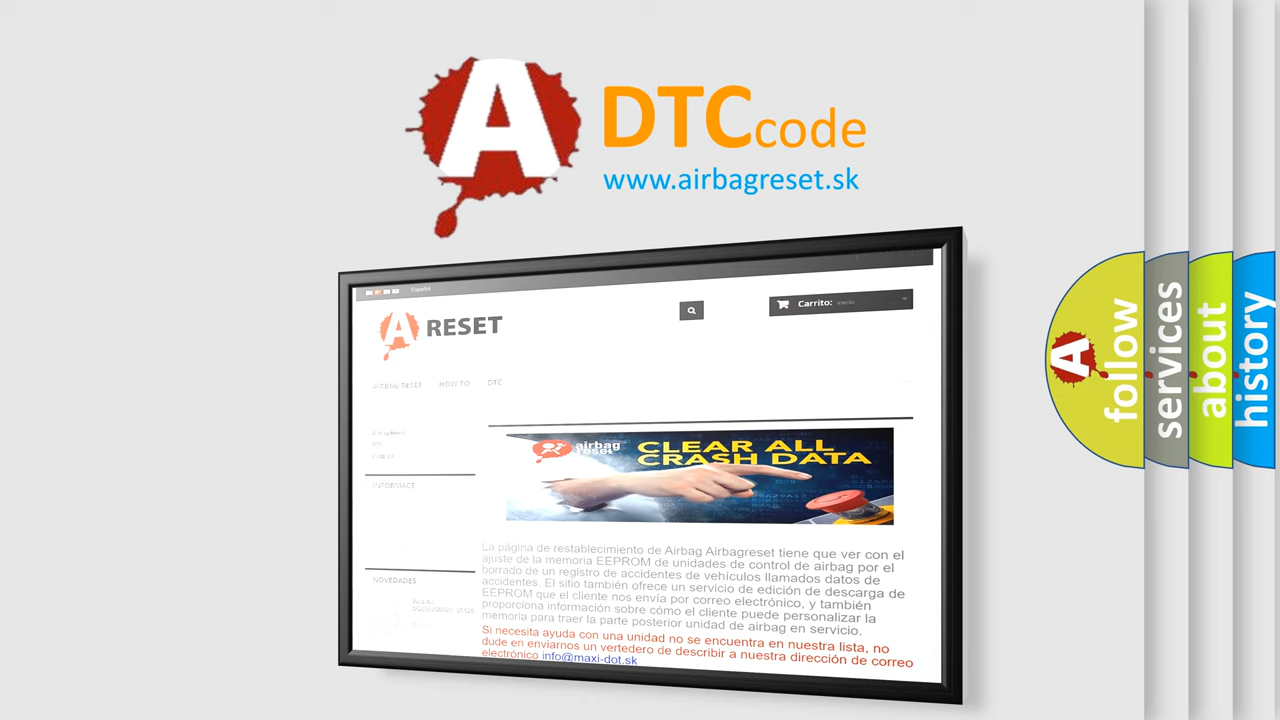 A DTC code
www.airbagreset.sk
Español
A RESET
Carrito: vacío
AIRBAG RESET HOW TO DTC
INFORMACE
NOVEDADES
airbag
reset
CLEAR ALL
CRASH DATA
La página de restablecimiento de Airbag Airbagreset tiene que ver con el
ajuste de la memoria EEPROM de unidades de control de airbag por el
borrado de un registro de accidentes de vehículos llamados datos de
accidentes. El sitio también ofrece un servicio de edición de descarga de
EEPROM que el cliente nos envía por correo electrónico, y también
proporciona información sobre cómo el cliente puede personalizar la
memoria para traer la parte posterior unidad de airbag en servicio.
Si necesita ayuda con una unidad no se encuentra en nuestra lista, no
dude en enviarnos un vertedero de describir a nuestra dirección de correo
electrónico info@maxi-dot.sk
A follow
services
about
history